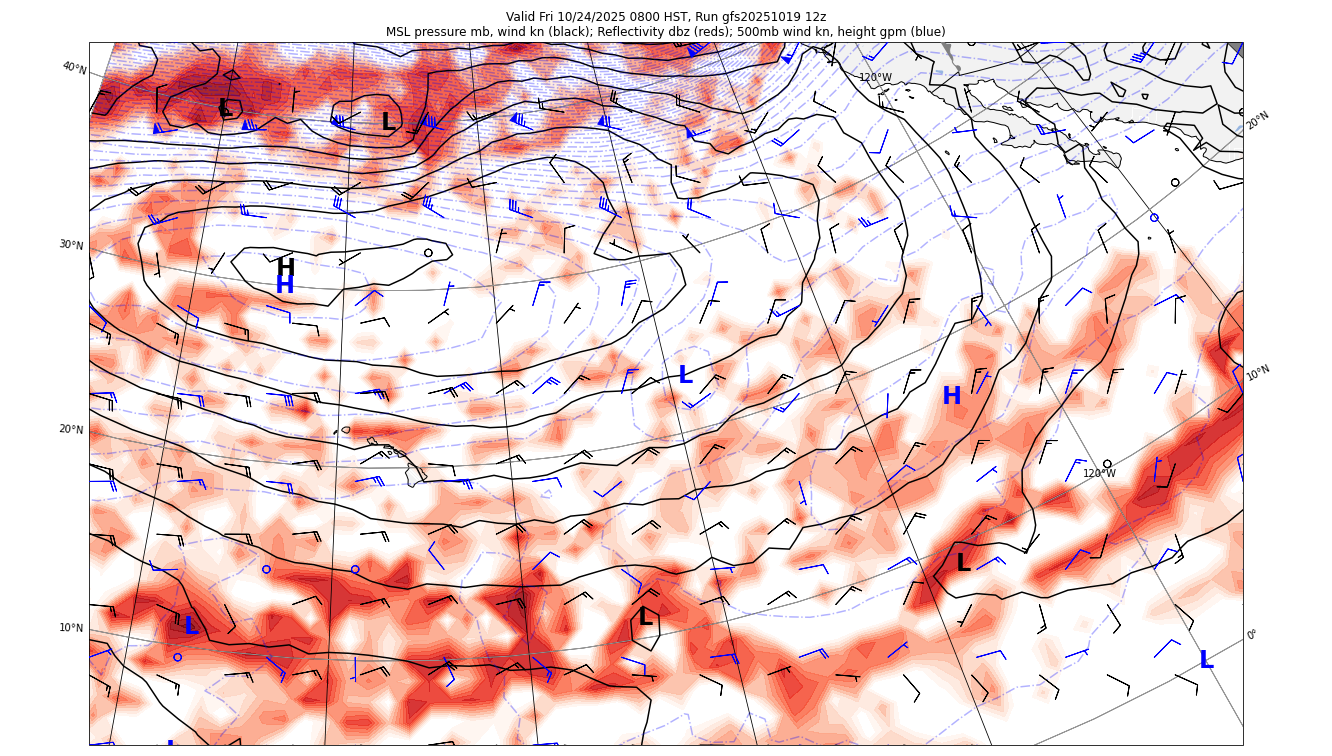 Valid Fri 10/24/2025 0800 HST, Run gfs20251019 12z
MSL pressure mb, wind kn (black); Reflectivity dbz (reds); 500mb wind kn, height gpm (blue)
40°N
120°W
20°N
L
L
30°N
H
H
L
10°N
H
20°N
120°W
L
L
L
10°N
0°
L
L